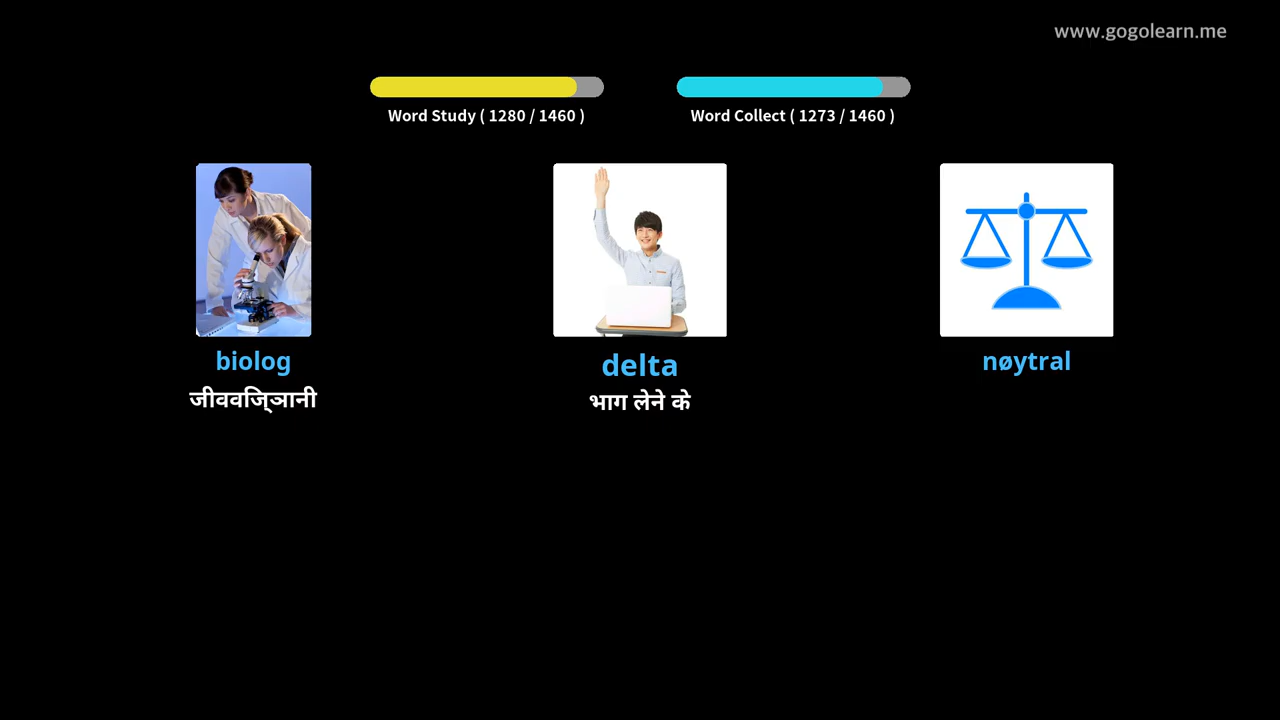 www.gogolearn.me
Word Study ( 1280 / 1460 )
Word Collect ( 1273 / 1460 )
biolog
delta
nøytral
जीववज्ञिानी
भाग लेने के